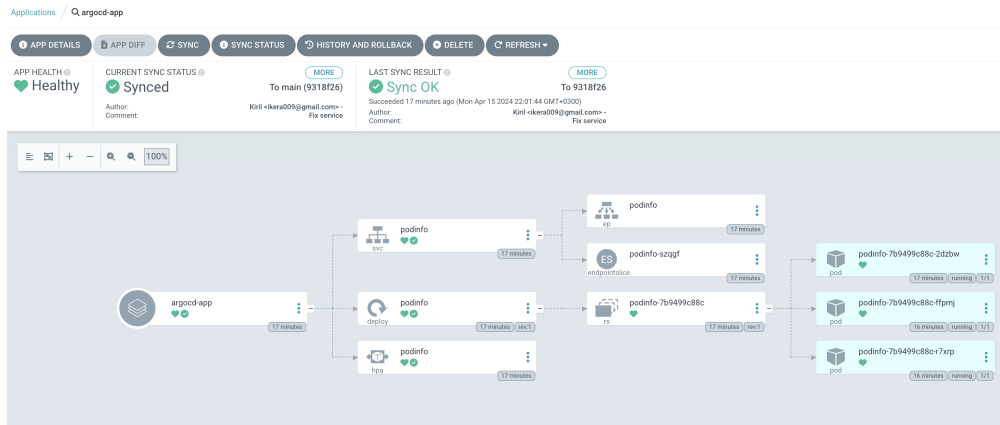 Applications / argocd-app
APP DETAILS APP DIFF SYNC SYNC STATUS HISTORY AND ROLLBACK DELETE REFRESH
APP HEALTH
Healthy
CURRENT SYNC STATUS MORE
Synced To main (9318f26)
Author: Kiril <ikera009@gmail.com> -
Comment: Fix service
LAST SYNC RESULT MORE
Sync OK To 9318f26
Succeeded 17 minutes ago (Mon Apr 15 2024 22:01:44 GMT+0300)
Author: Kiril <ikera009@gmail.com> -
Comment: Fix service
100%
argocd-app
17 minutes
podinfo
svc
17 minutes
podinfo
deploy
17 minutes rev:1
podinfo
hpa
17 minutes
podinfo
ep
17 minutes
ES
podinfo-szqgf
endpointslice
17 minutes
podinfo-7b9499c88c
rs
17 minutes rev:1
podinfo-7b9499c88c-2dzbw
pod
17 minutes running 1/1
podinfo-7b9499c88c-ffpmj
pod
16 minutes running 1/1
podinfo-7b9499c88c-r7xrp
pod
16 minutes running 1/1